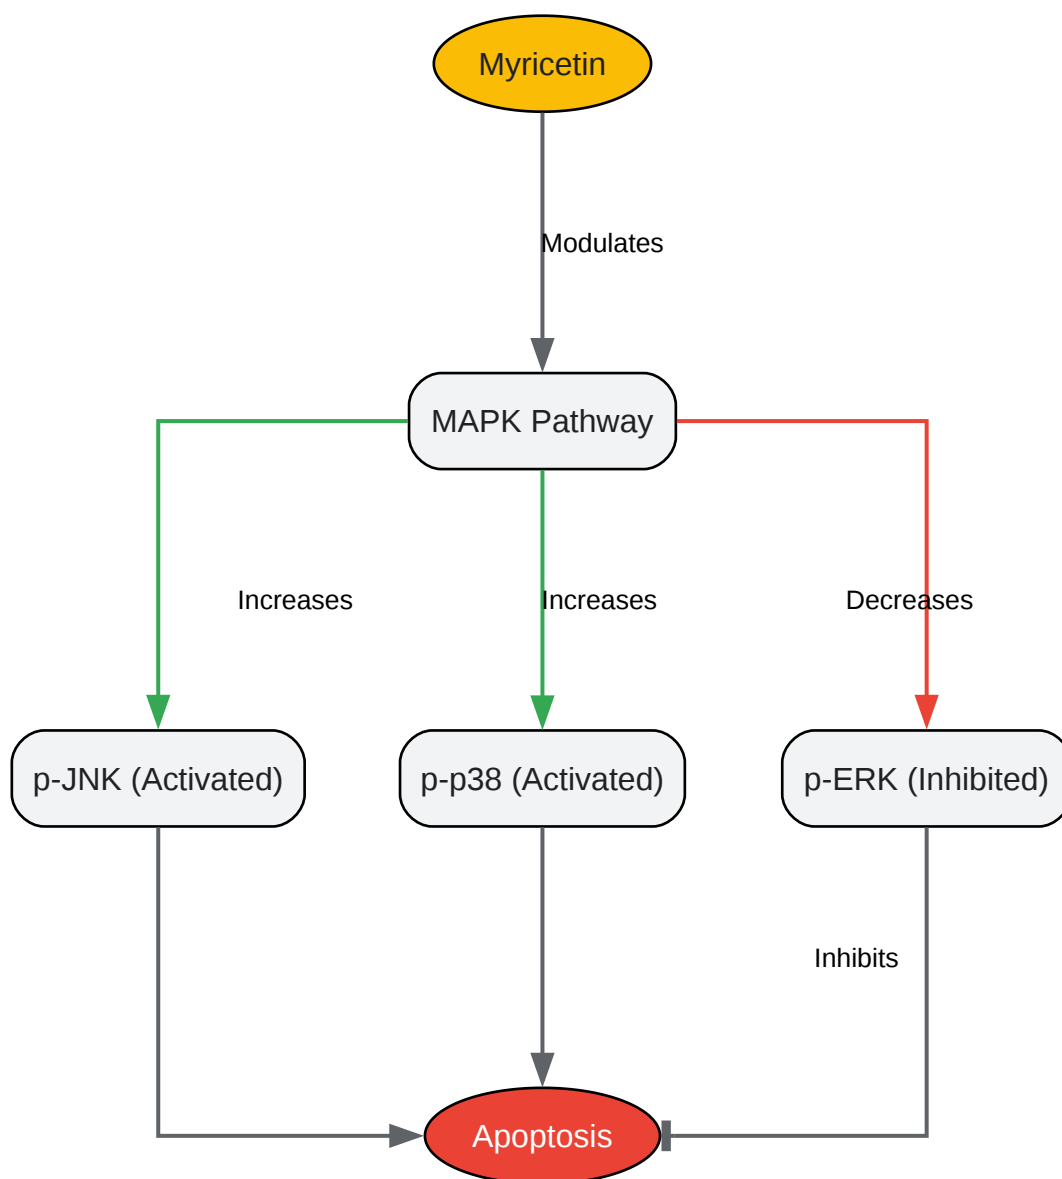 Myricetin
Modulates
MAPK Pathway
Increases
Increases
Decreases
p-JNK (Activated)
p-p38 (Activated)
p-ERK (Inhibited)
Inhibits
Apoptosis